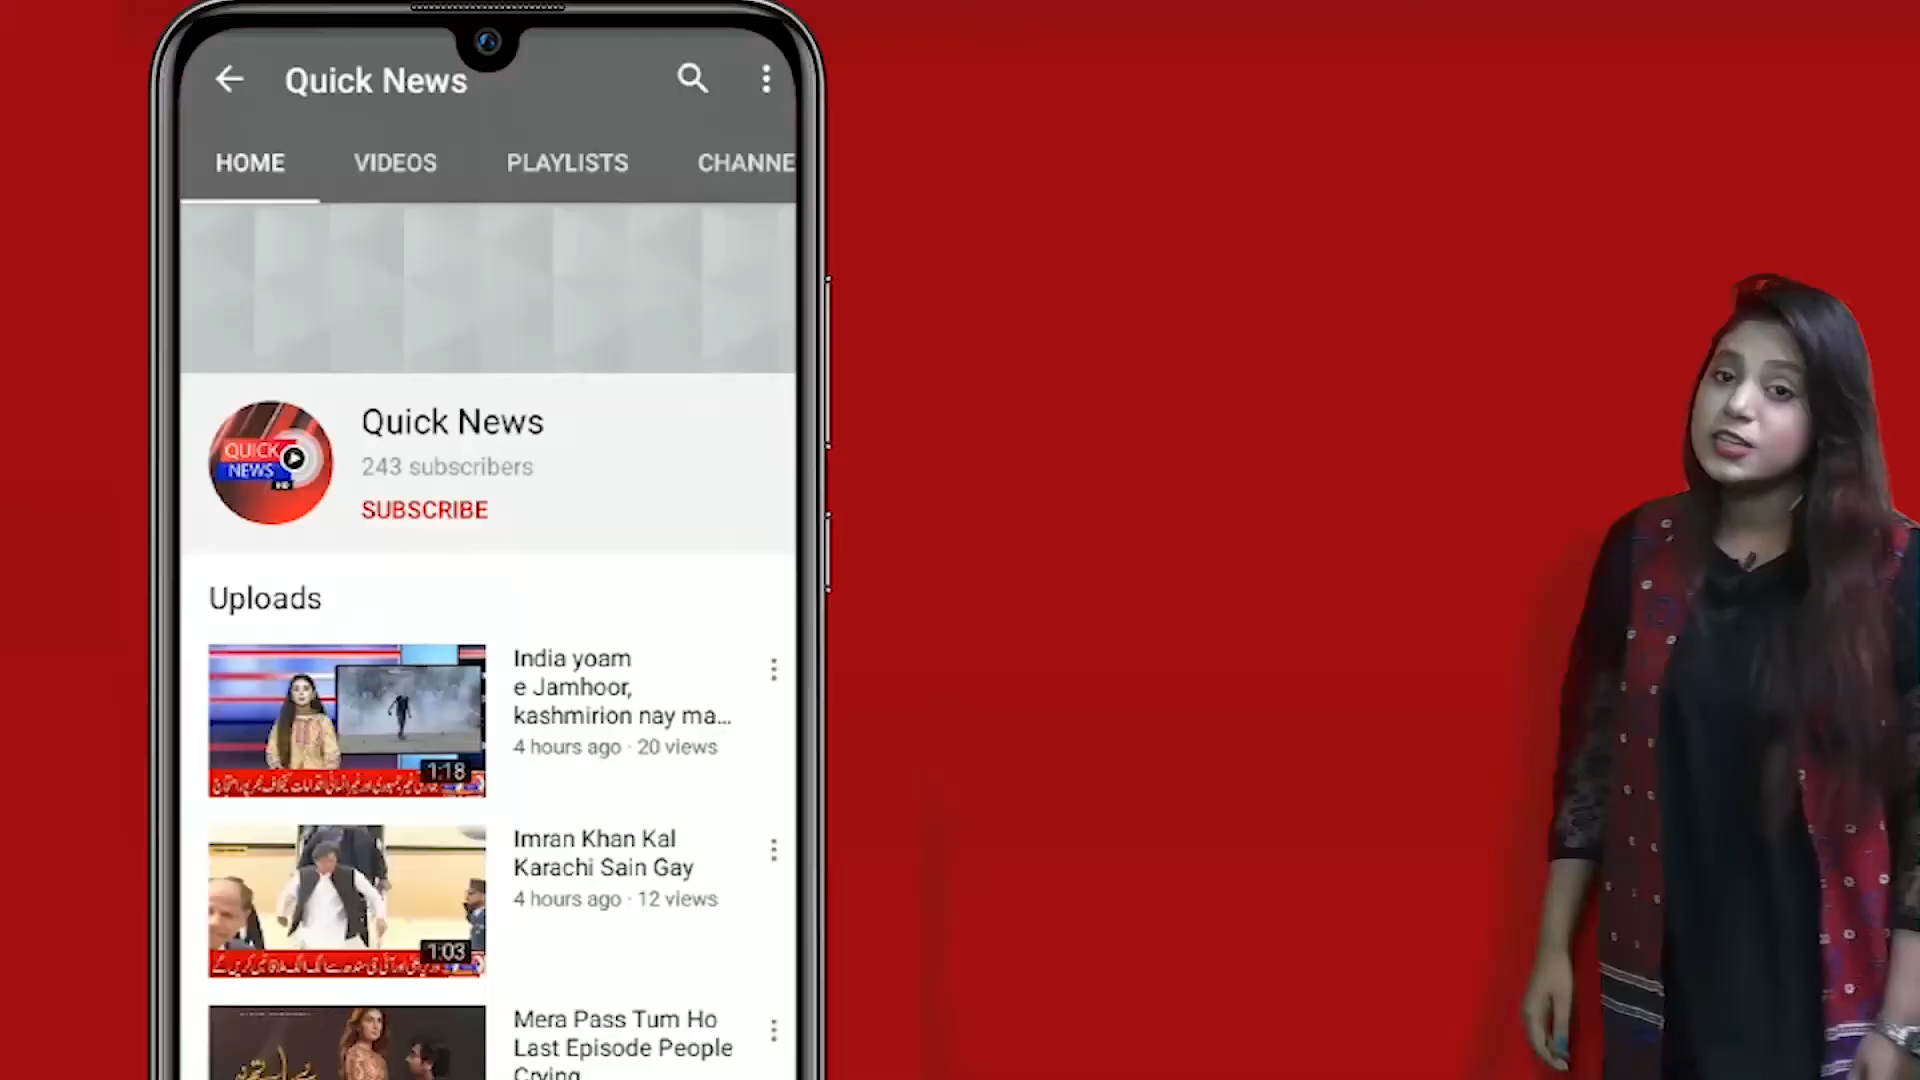 Quick News
HOME VIDEOS PLAYLISTS CHANNE
QUICK
NEWS
HD
Quick News
243 subscribers
SUBSCRIBE
Uploads
India yoam
e Jamhoor,
kashmirion nay ma...
4 hours ago · 20 views
1:18
Imran Khan Kal
Karachi Sain Gay
4 hours ago · 12 views
1:03
Mera Pass Tum Ho
Last Episode People
Crying